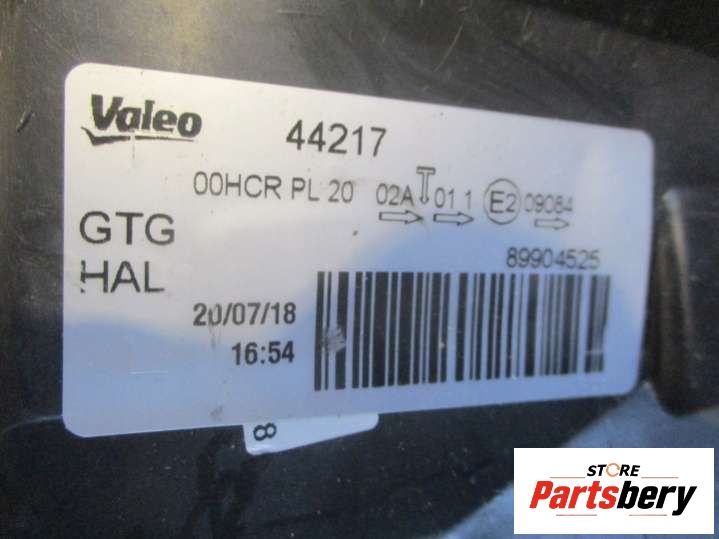 Valeo 44217
00HCR PL 20 02A 01 1 E2 09084
GTG
HAL
89904525
20/07/18
16:54
8
STORE
Partsbery